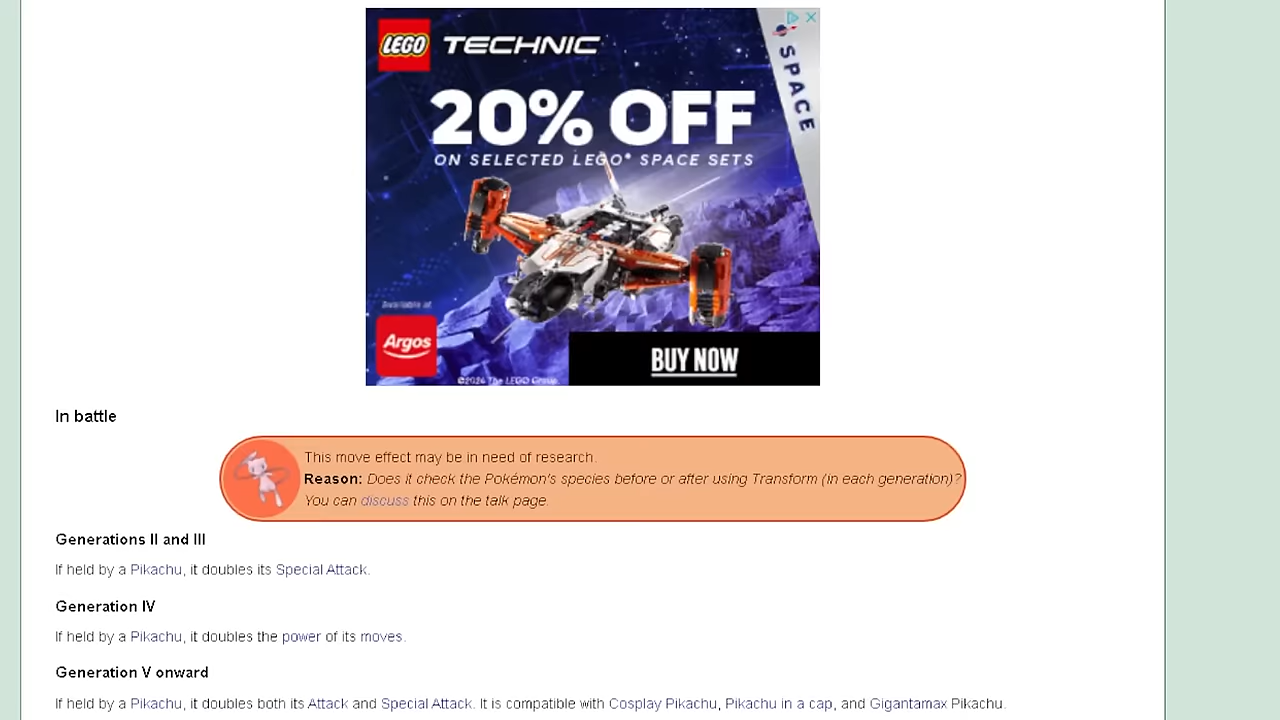 LEGO TECHNIC
SPACE
20% OFF
ON SELECTED LEGO® SPACE SETS
Available at
Argos
BUY NOW
©2024 The LEGO Group.
In battle
This move effect may be in need of research.
Reason: Does it check the Pokémon's species before or after using Transform (in each generation)?
You can discuss this on the talk page.
Generations II and III
If held by a Pikachu, it doubles its Special Attack.
Generation IV
If held by a Pikachu, it doubles the power of its moves.
Generation V onward
If held by a Pikachu, it doubles both its Attack and Special Attack. It is compatible with Cosplay Pikachu, Pikachu in a cap, and Gigantamax Pikachu.